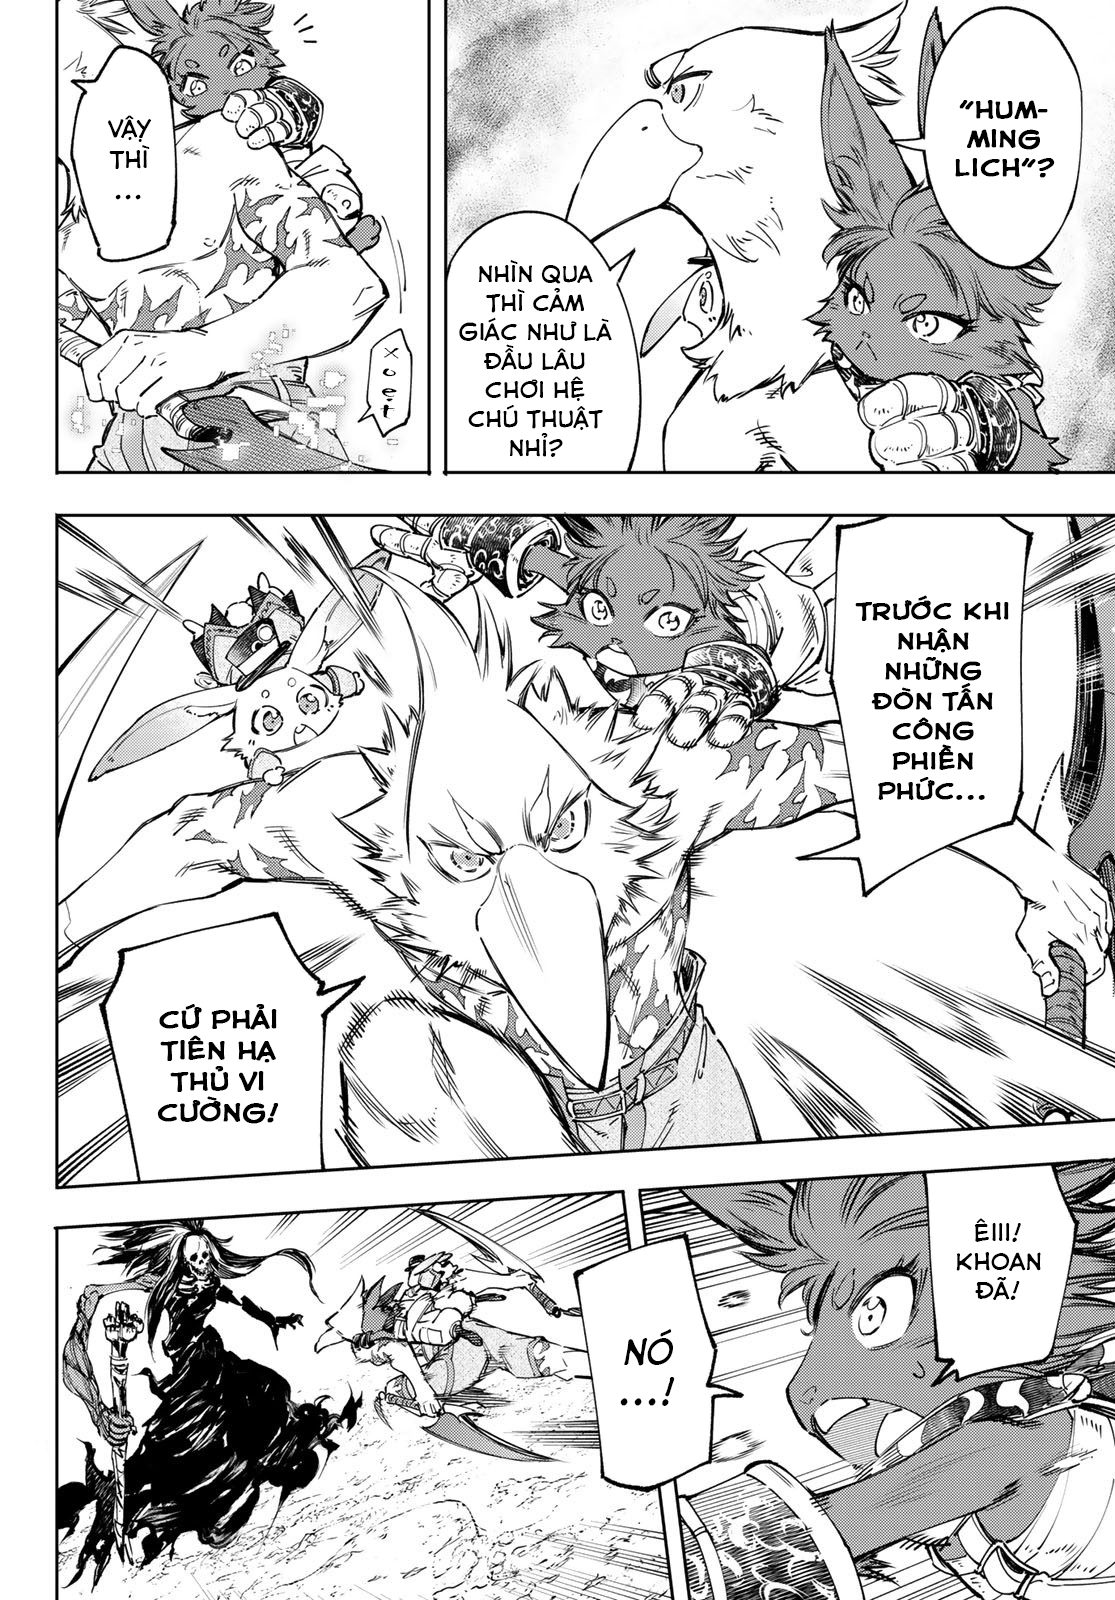 "HUM-
MING
LICH"?
NHÌN QUA
THÌ CẢM
GIÁC NHƯ LÀ
ĐẦU LÂU
CHƠI HỆ
CHÚ THUẬT
NHỈ?
VẬY
THÌ
...
XOẸT
TRƯỚC KHI
NHẬN
NHỮNG
ĐÒN TẤN
CÔNG
PHIỀN
PHỨC...
CỨ PHẢI
TIÊN HẠ
THỦ VI
CƯỜNG!
ÊIII!
KHOAN
ĐÃ!
NÓ
...!